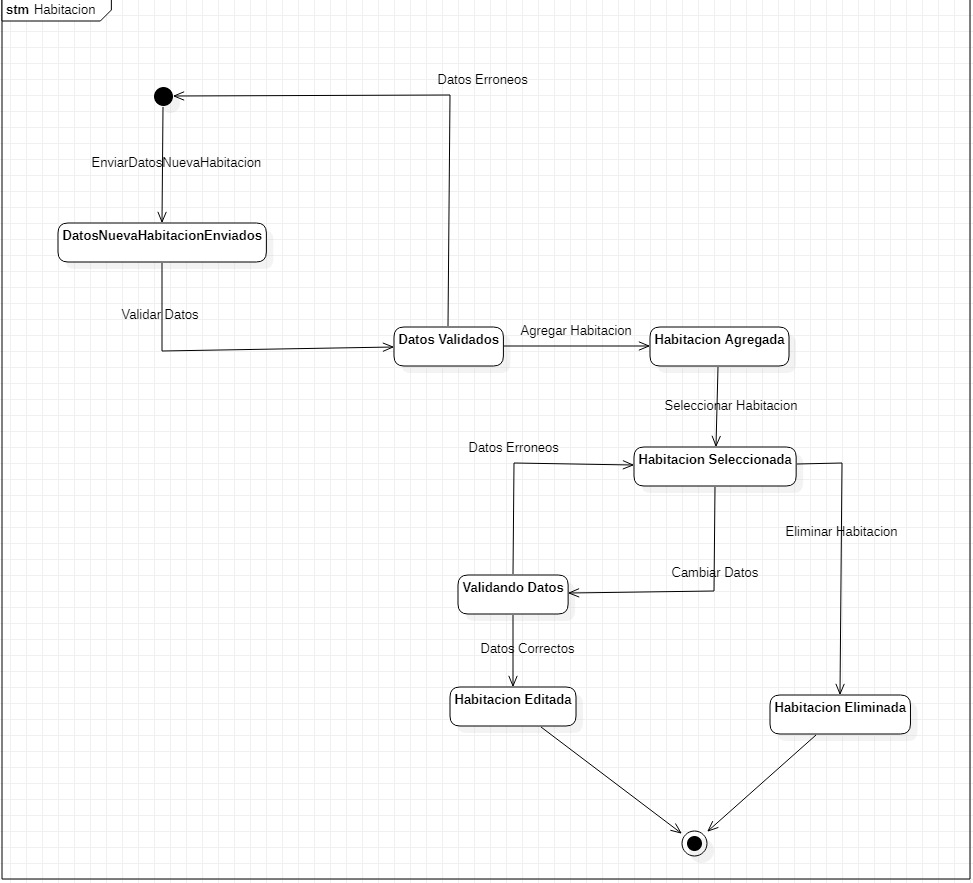 stm Habitacion
Datos Erroneos
EnviarDatosNuevaHabitacion
DatosNuevaHabitacionEnviados
Validar Datos
Datos Validados
Agregar Habitacion
Habitacion Agregada
Seleccionar Habitacion
Datos Erroneos
Habitacion Seleccionada
Eliminar Habitacion
Cambiar Datos
Validando Datos
Datos Correctos
Habitacion Editada
Habitacion Eliminada